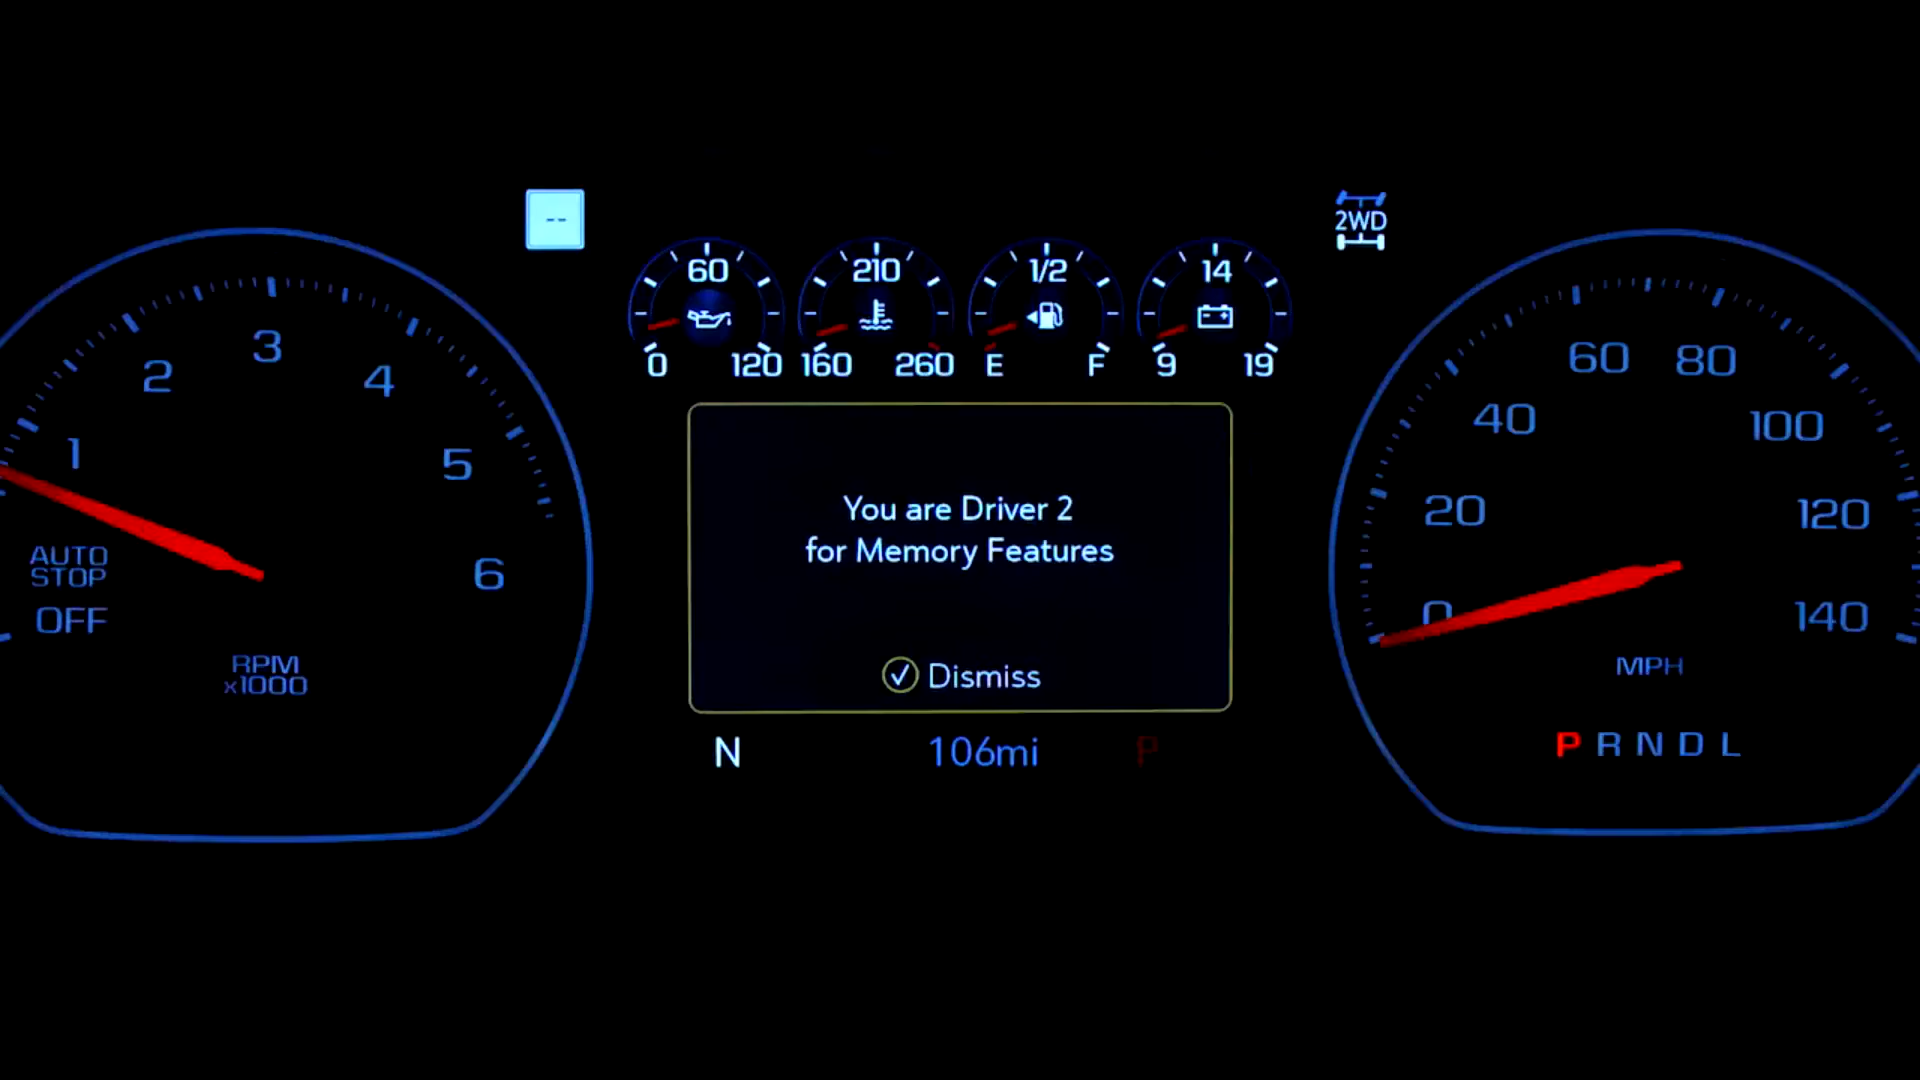 --
2WD
60
0 120
210
160 260
1/2
E F
14
9 19
1
2
3
4
5
6
AUTO
STOP
OFF
RPM
x1000
You are Driver 2
for Memory Features
Dismiss
N 106mi P
0
20
40
60
80
100
120
140
MPH
P R N D L